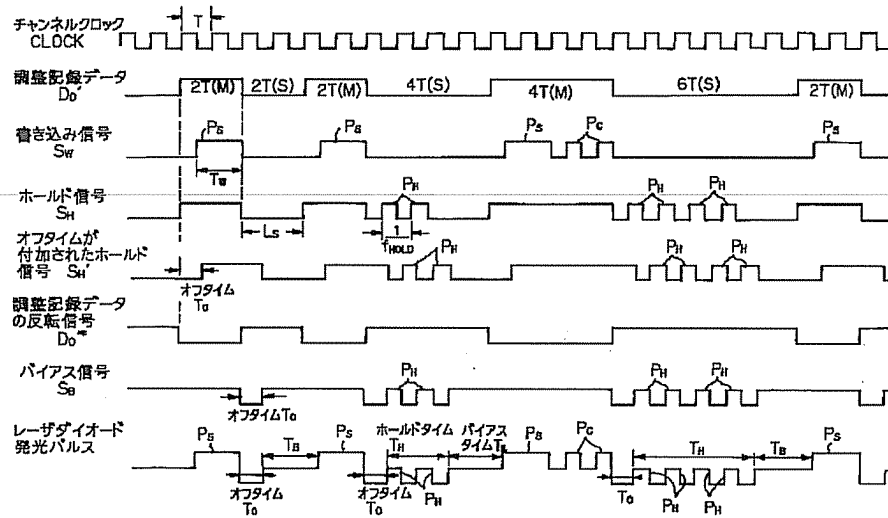 チャンネルクロック
CLOCK
T
調整記録データ
D₀'
2T(M) 2T(S) 2T(M) 4T(S) 4T(M) 6T(S) 2T(M)
書き込み信号
Sw
Ps Ps Ps Pc Ps
Tw
ホールド信号
SH
PH PH PH
Ls
1
fHOLD
オフタイムが
付加されたホールド
信号 SH'
PH PH PH
オフタイム
To
調整記録データ
の反転信号
バイアス信号
SB
PH PH PH
オフタイムTo
レーザダイオード
発光パルス
Ps TB Ps ホールドタイム
TH
バイアス
タイム
Ps Pc TH TB Ps
オフタイム
To
オフタイム
To
PH To PH PH